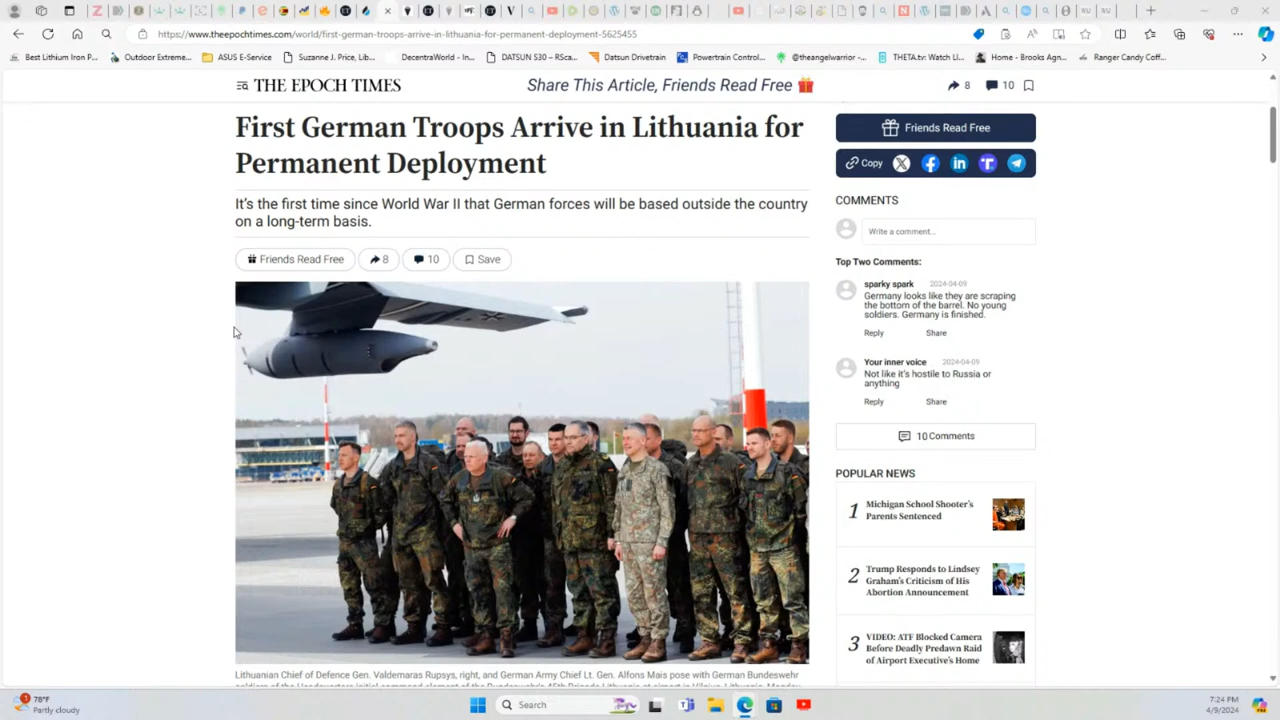 https://www.theepochtimes.com/world/first-german-troops-arrive-in-lithuania-for-permanent-deployment-5625455
Best Lithium Iron P...
Outdoor Extreme...
ASUS E-Service
Suzanne J. Price, Lib...
DecentraWorld - In...
DATSUN S30 - RSca...
Datsun Drivetrain
Powertrain Control...
@theangelwarrior -...
THETA.tv: Watch Li...
Home - Brooks Agn...
Ranger Candy Coff...
THE EPOCH TIMES
Share This Article, Friends Read Free
8
10
First German Troops Arrive in Lithuania for
Permanent Deployment
It's the first time since World War II that German forces will be based outside the country
on a long-term basis.
Friends Read Free
8
10
Save
Lithuanian Chief of Defence Gen. Valdemaras Rupsys, right, and German Army Chief Lt. Gen. Alfons Mais pose with German Bundeswehr
Friends Read Free
Copy
COMMENTS
Write a comment...
Top Two Comments:
sparky spark 2024-04-09
Germany looks like they are scraping
the bottom of the barrel. No young
soldiers. Germany is finished.
Reply Share
Your inner voice 2024-04-09
Not like it's hostile to Russia or
anything
Reply Share
10 Comments
POPULAR NEWS
1
Michigan School Shooter's
Parents Sentenced
2
Trump Responds to Lindsey
Graham's Criticism of His
Abortion Announcement
3
VIDEO: ATF Blocked Camera
Before Deadly Predawn Raid
of Airport Executive's Home
78°F
Partly cloudy
Search
7:24 PM
4/9/2024